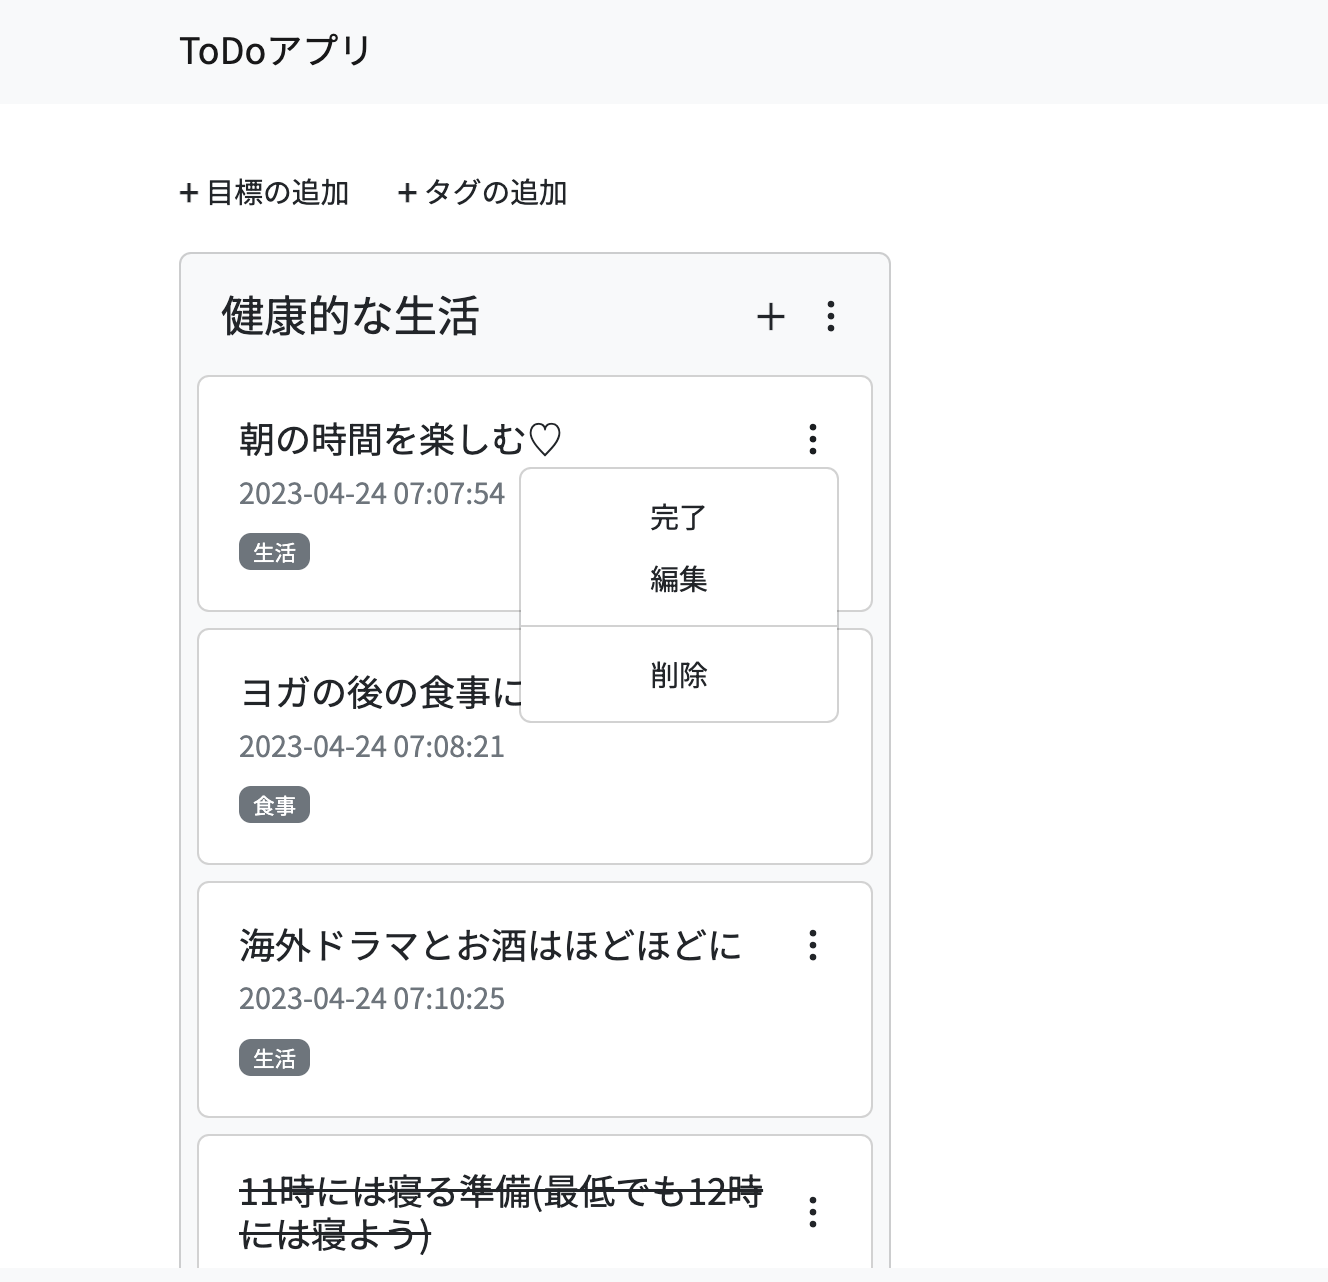 ToDoアプリ
+ 目標の追加 + タグの追加
健康的な生活
朝の時間を楽しむ♡
2023-04-24 07:07:54
生活
完了
編集
削除
ヨガの後の食事に
2023-04-24 07:08:21
食事
海外ドラマとお酒はほどほどに
2023-04-24 07:10:25
生活
11時には寝る準備(最低でも12時
には寝よう)